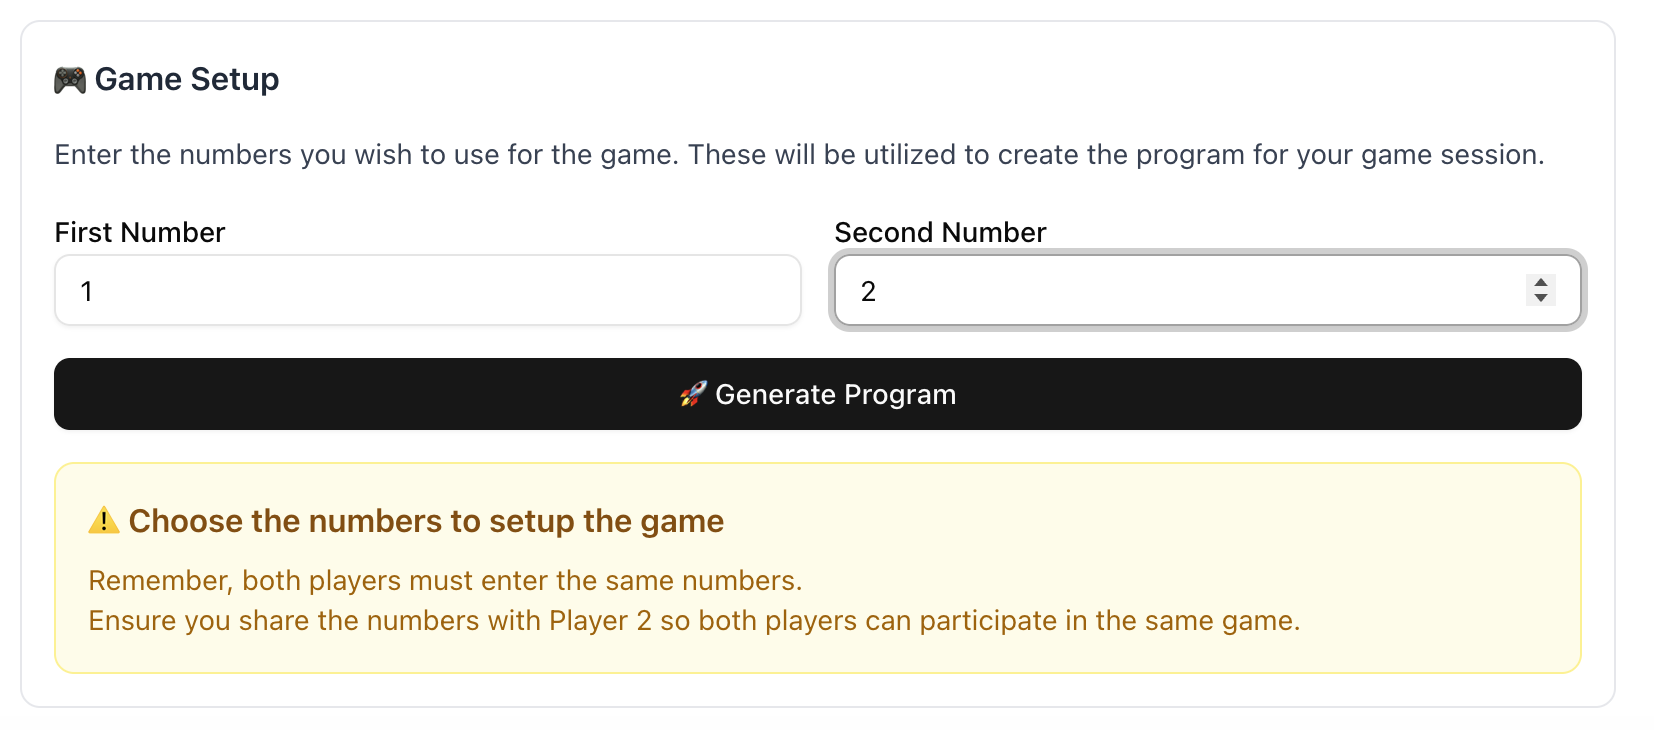 🎮 Game Setup
Enter the numbers you wish to use for the game. These will be utilized to create the program for your game session.
First Number
Second Number
1
2
🚀 Generate Program
⚠️ Choose the numbers to setup the game
Remember, both players must enter the same numbers.
Ensure you share the numbers with Player 2 so both players can participate in the same game.